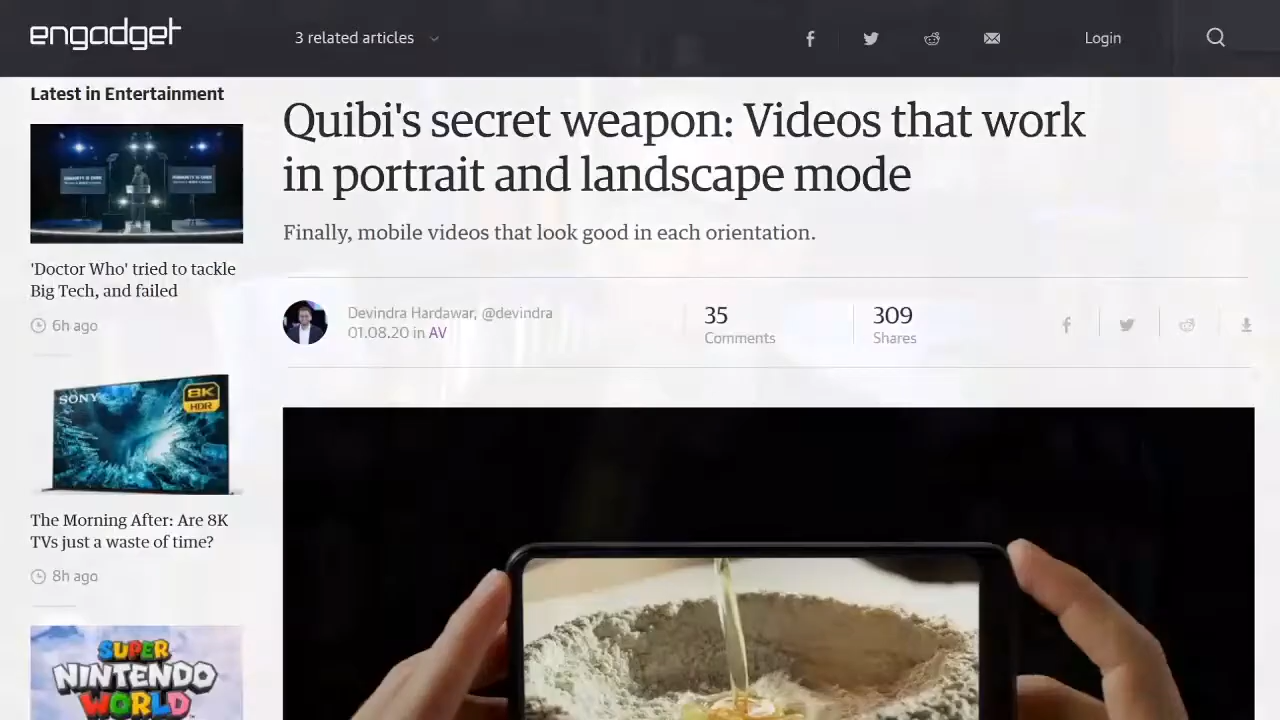 engadget
3 related articles
Login
Latest in Entertainment
'Doctor Who' tried to tackle
Big Tech, and failed
6h ago
SONY
8K
HDR
The Morning After: Are 8K
TVs just a waste of time?
8h ago
SUPER
NINTENDO
WORLD
Quibi's secret weapon: Videos that work
in portrait and landscape mode
Finally, mobile videos that look good in each orientation.
Devindra Hardawar, @devindra
01.08.20 in AV
35
Comments
309
Shares